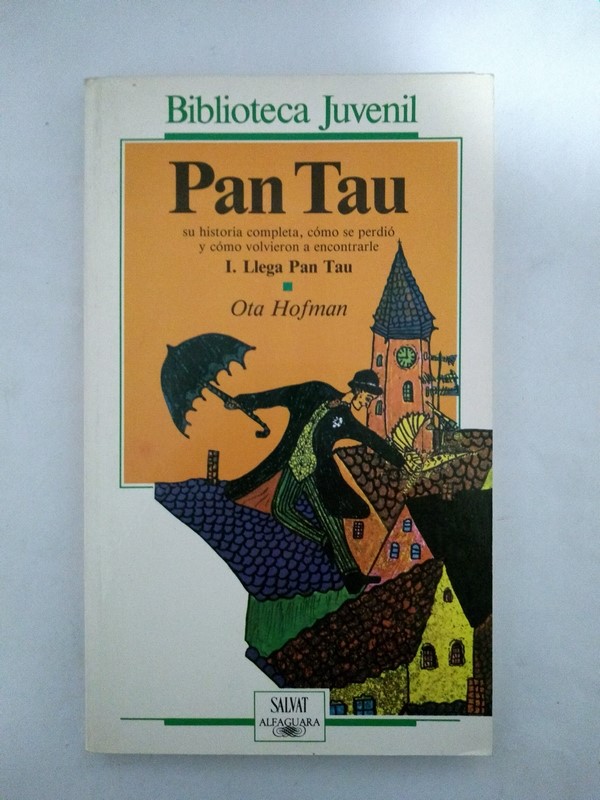 Biblioteca Juvenil
Pan Tau
su historia completa, cómo se perdió
y cómo volvieron a encontrarle
I. Llega Pan Tau
Ota Hofman
SALVAT
ALFAGUARA